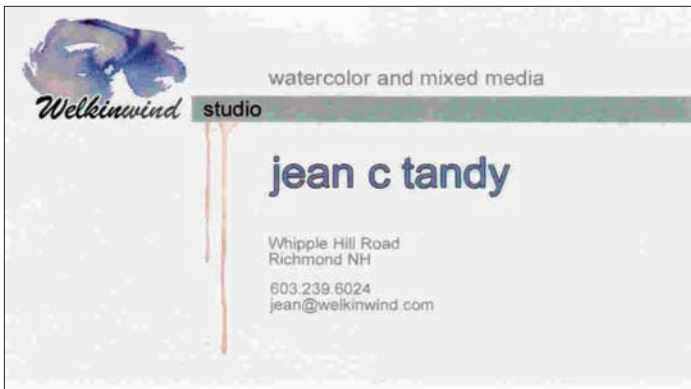 watercolor and mixed media
Welkinwind studio
jean c tandy
Whipple Hill Road
Richmond NH
603.239.6024
jean@welkinwind.com